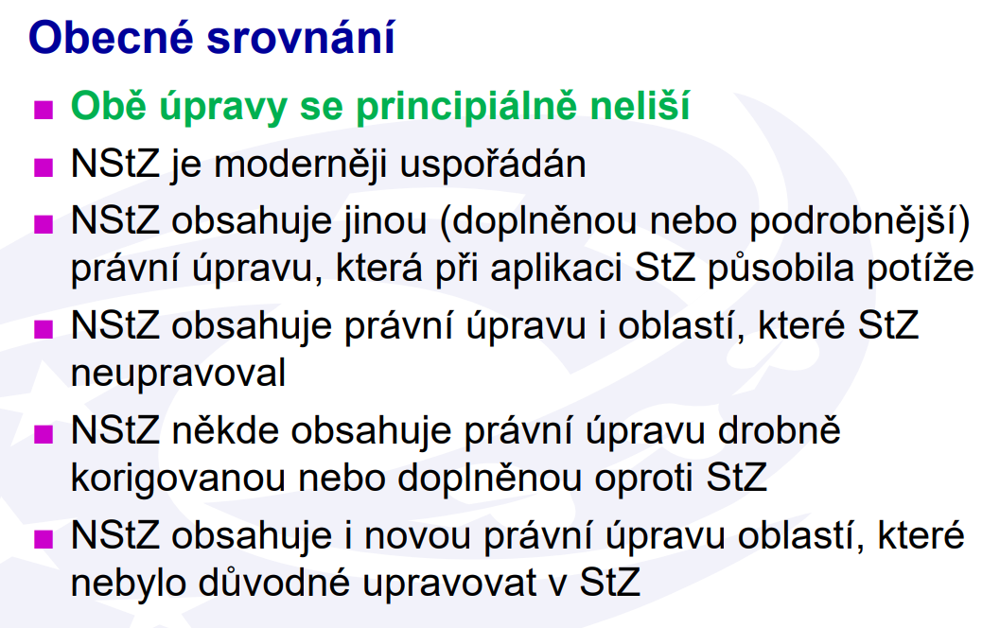 Obecné srovnání
Obě úpravy se principiálně neliší
NStZ je moderněji uspořádán
NStZ obsahuje jinou (doplněnou nebo podrobnější)
právní úpravu, která při aplikaci StZ působila potíže
NStZ obsahuje právní úpravu i oblastí, které StZ
neupravoval
NStZ někde obsahuje právní úpravu drobně
korigovanou nebo doplněnou oproti StZ
NStZ obsahuje i novou právní úpravu oblastí, které
nebylo důvodné upravovat v StZ